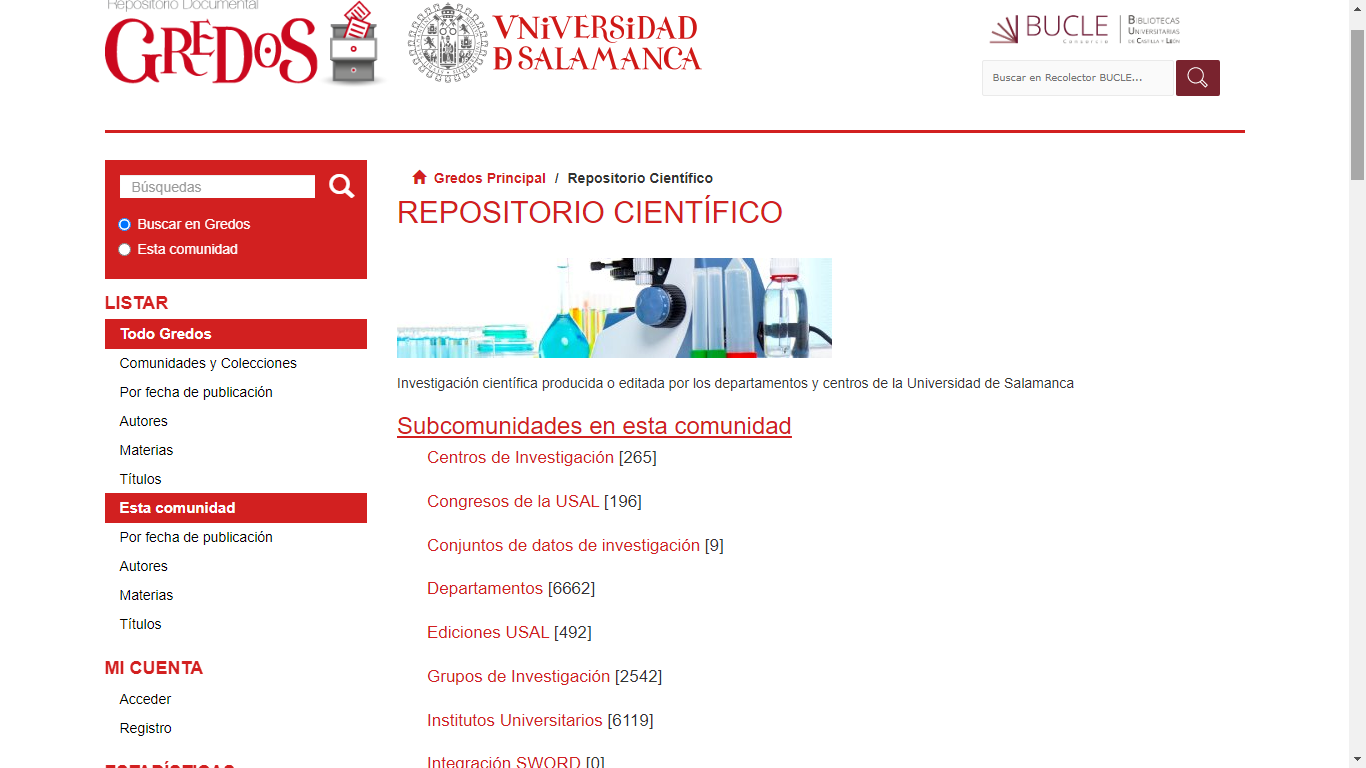 Repositorio Documental
GREDOS
VNiVERSiDAD
D SALAMANCA
BUCLE
Consorcio
BIBLIOTECAS
UNIVERSITARIAS
DE CASTILLA Y LEÓN
Buscar en Recolector BUCLE...
Búsquedas
Buscar en Gredos
Esta comunidad
LISTAR
Todo Gredos
Comunidades y Colecciones
Por fecha de publicación
Autores
Materias
Títulos
Esta comunidad
Por fecha de publicación
Autores
Materias
Títulos
MI CUENTA
Acceder
Registro
ESTADÍSTICAS
Gredos Principal / Repositorio Científico
REPOSITORIO CIENTÍFICO
Investigación científica producida o editada por los departamentos y centros de la Universidad de Salamanca
Subcomunidades en esta comunidad
Centros de Investigación [265]
Congresos de la USAL [196]
Conjuntos de datos de investigación [9]
Departamentos [6662]
Ediciones USAL [492]
Grupos de Investigación [2542]
Institutos Universitarios [6119]
Integración SWORD [0]